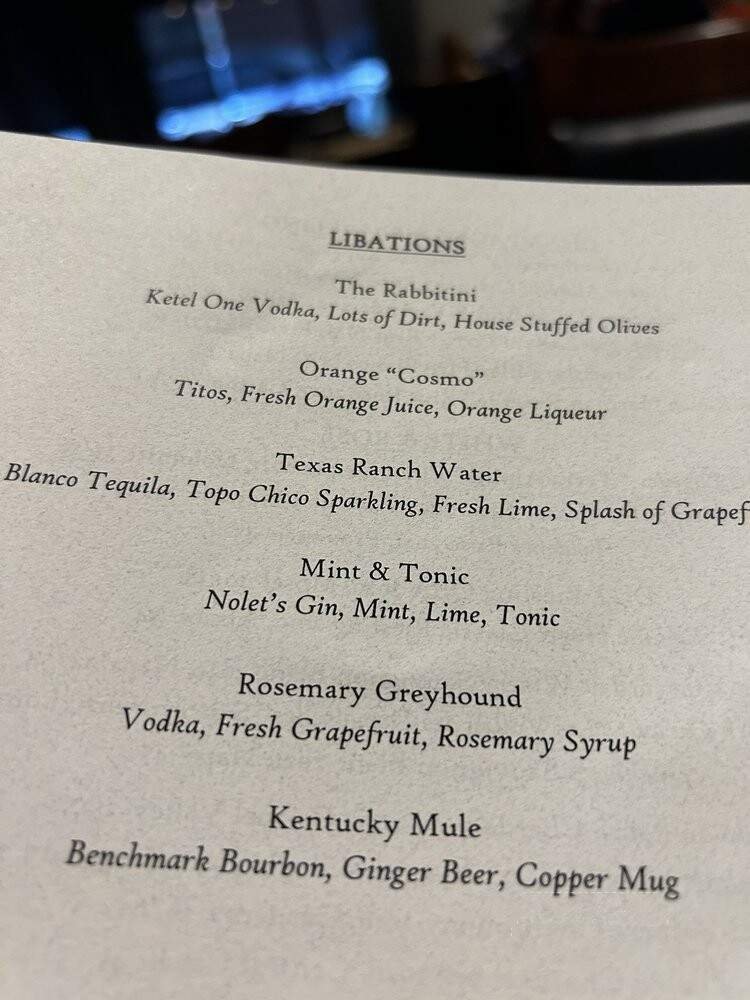 LIBATIONS
The Rabbitini
Ketel One Vodka, Lots of Dirt, House Stuffed Olives
Orange “Cosmo”
Titos, Fresh Orange Juice, Orange Liqueur
Texas Ranch Water
Blanco Tequila, Topo Chico Sparkling, Fresh Lime, Splash of Grapef
Mint & Tonic
Nolet's Gin, Mint, Lime, Tonic
Rosemary Greyhound
Vodka, Fresh Grapefruit, Rosemary Syrup
Kentucky Mule
Benchmark Bourbon, Ginger Beer, Copper Mug